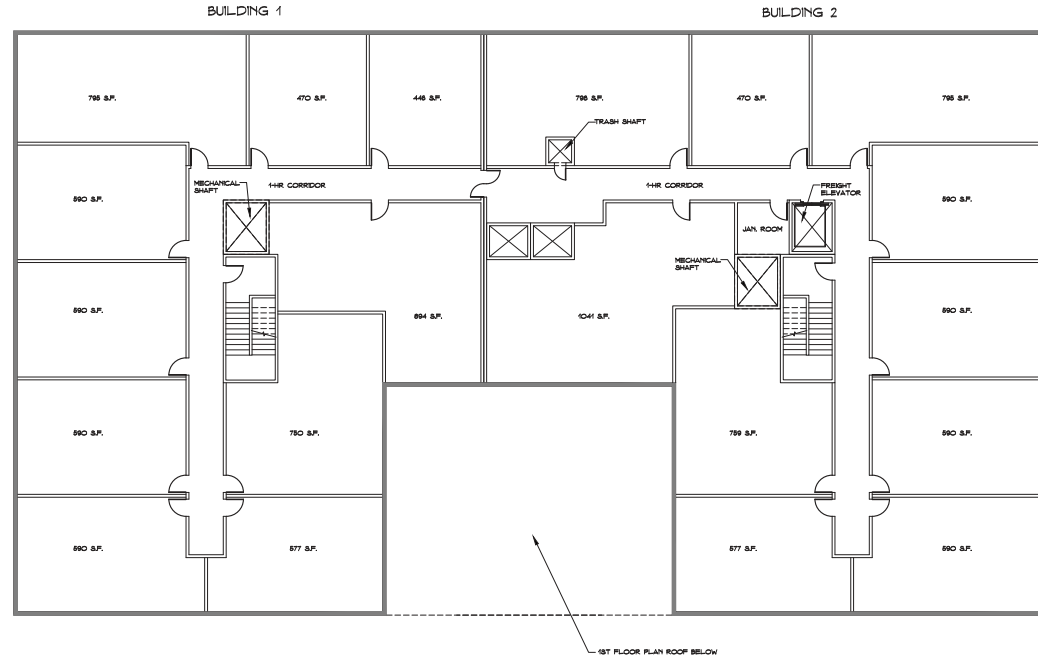 BUILDING 1
BUILDING 2
795 S.F.
470 S.F.
446 S.F.
796 S.F.
470 S.F.
795 S.F.
TRASH SHAFT
MECHANICAL
SHAFT
1-HR CORRIDOR
1-HR CORRIDOR
FREIGHT
ELEVATOR
590 S.F.
590 S.F.
JAN. ROOM
MECHANICAL
SHAFT
590 S.F.
894 S.F.
1041 S.F.
590 S.F.
590 S.F.
750 S.F.
759 S.F.
590 S.F.
590 S.F.
577 S.F.
577 S.F.
590 S.F.
1ST FLOOR PLAN ROOF BELOW